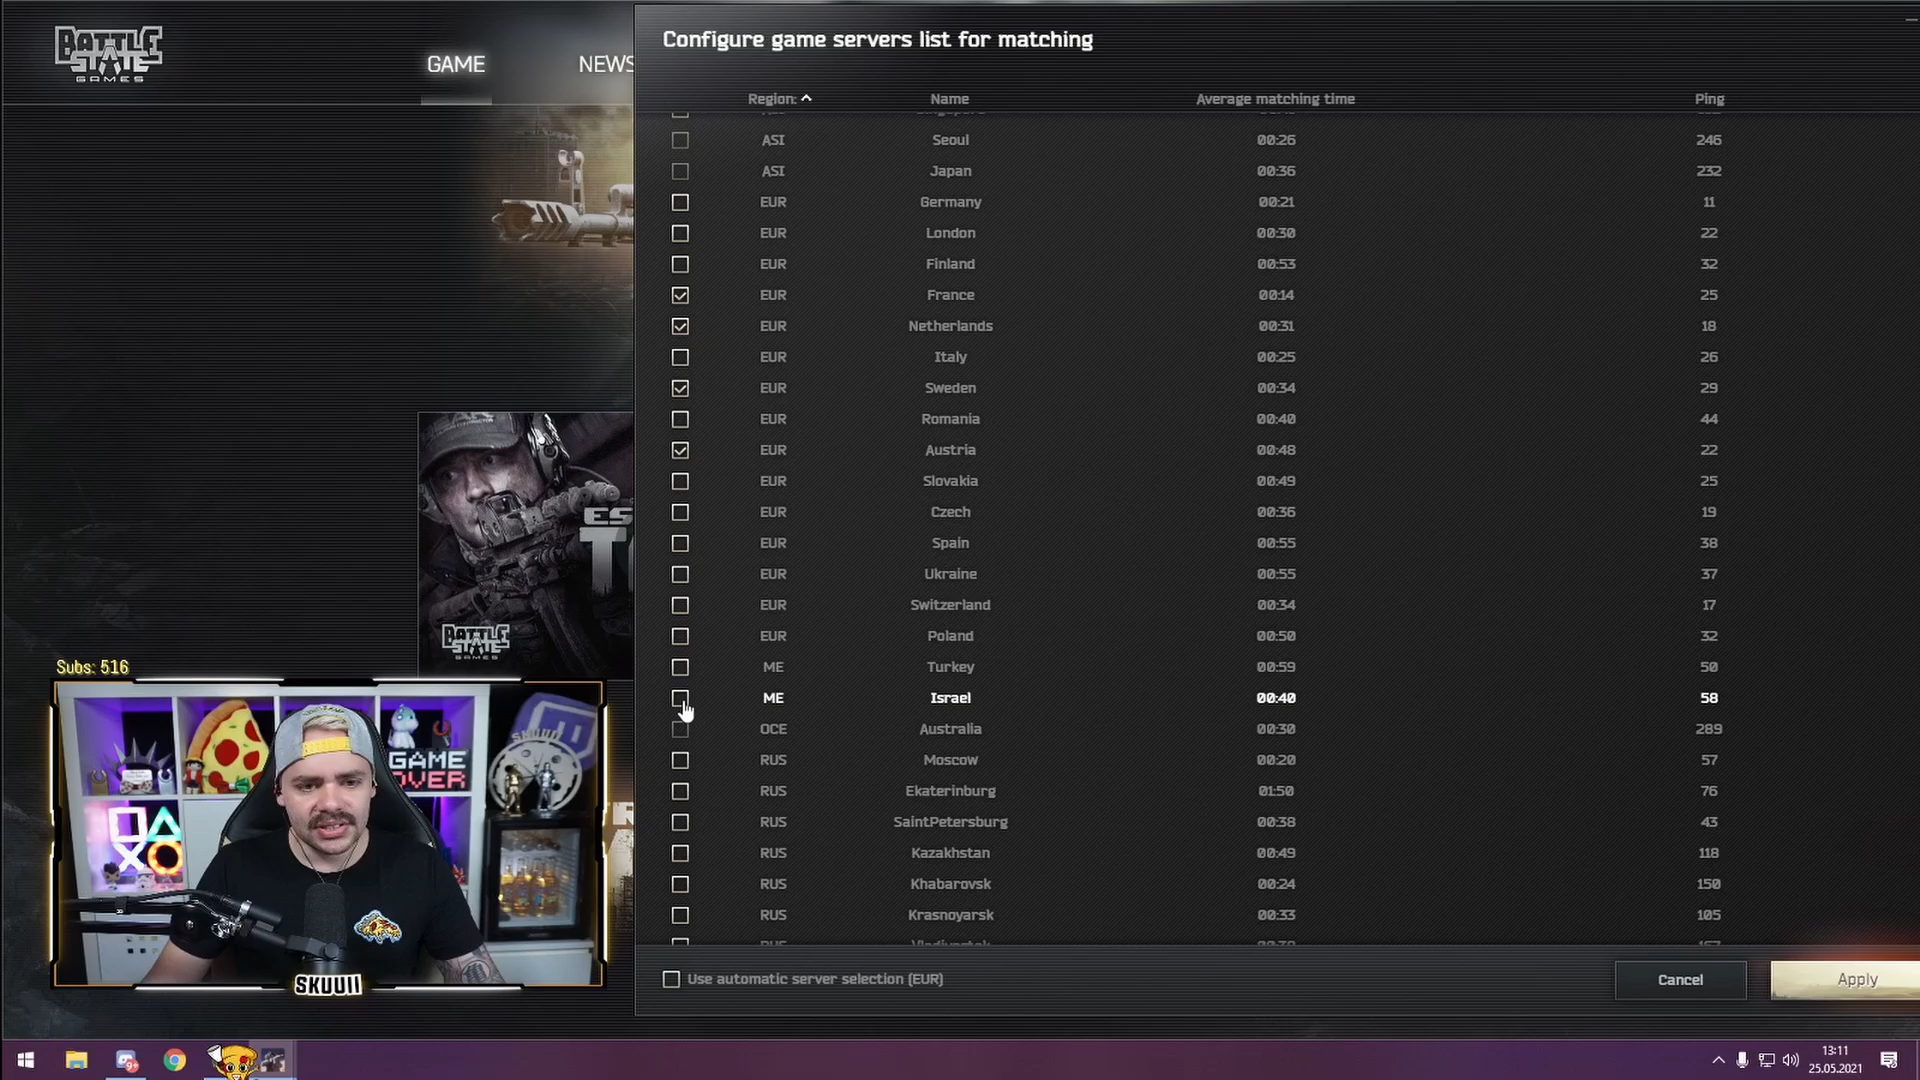 BATTLE
STATE
GAMES
GAME
NEWS
Configure game servers list for matching
Region: Name Average matching time Ping
ASI Seoul 00:26 246
ASI Japan 00:36 232
EUR Germany 00:21 11
EUR London 00:30 22
EUR Finland 00:53 32
EUR France 00:14 25
EUR Netherlands 00:31 18
EUR Italy 00:25 26
EUR Sweden 00:34 29
EUR Romania 00:40 44
EUR Austria 00:48 22
EUR Slovakia 00:49 25
EUR Czech 00:36 19
EUR Spain 00:55 38
EUR Ukraine 00:55 37
EUR Switzerland 00:34 17
EUR Poland 00:50 32
ME Turkey 00:59 50
ME Israel 00:40 58
OCE Australia 00:30 289
RUS Moscow 00:20 57
RUS Ekaterinburg 01:50 76
RUS SaintPetersburg 00:38 43
RUS Kazakhstan 00:49 118
RUS Khabarovsk 00:24 150
RUS Krasnoyarsk 00:33 105
Use automatic server selection (EUR)
Cancel
Apply
ES
BATTLE
STATE
GAMES
Subs: 516
GAME
OVER
SKUUII
13:11
25.05.2021